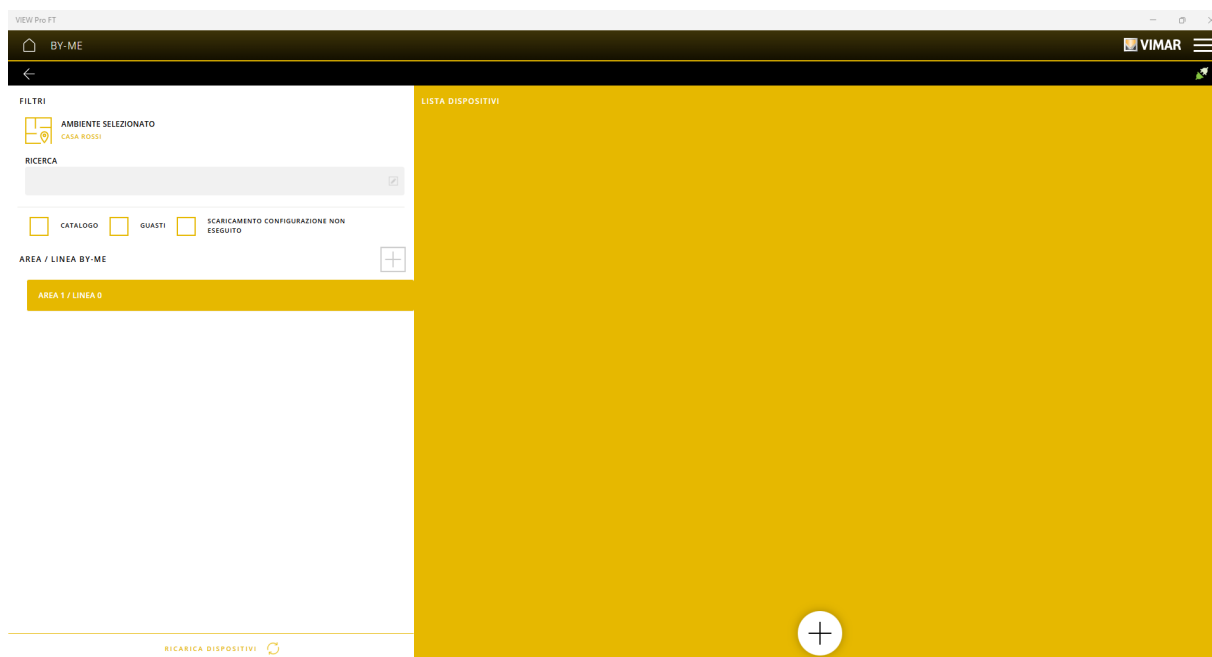 VIEW Pro FT
BY-ME
VIMAR
FILTRI
AMBIENTE SELEZIONATO
CASA ROSSI
RICERCA
CATALOGO
GUASTI
SCARICAMENTO CONFIGURAZIONE NON
ESEGUITO
AREA / LINEA BY-ME
AREA 1 / LINEA 0
RICARICA DISPOSITIVI
LISTA DISPOSITIVI